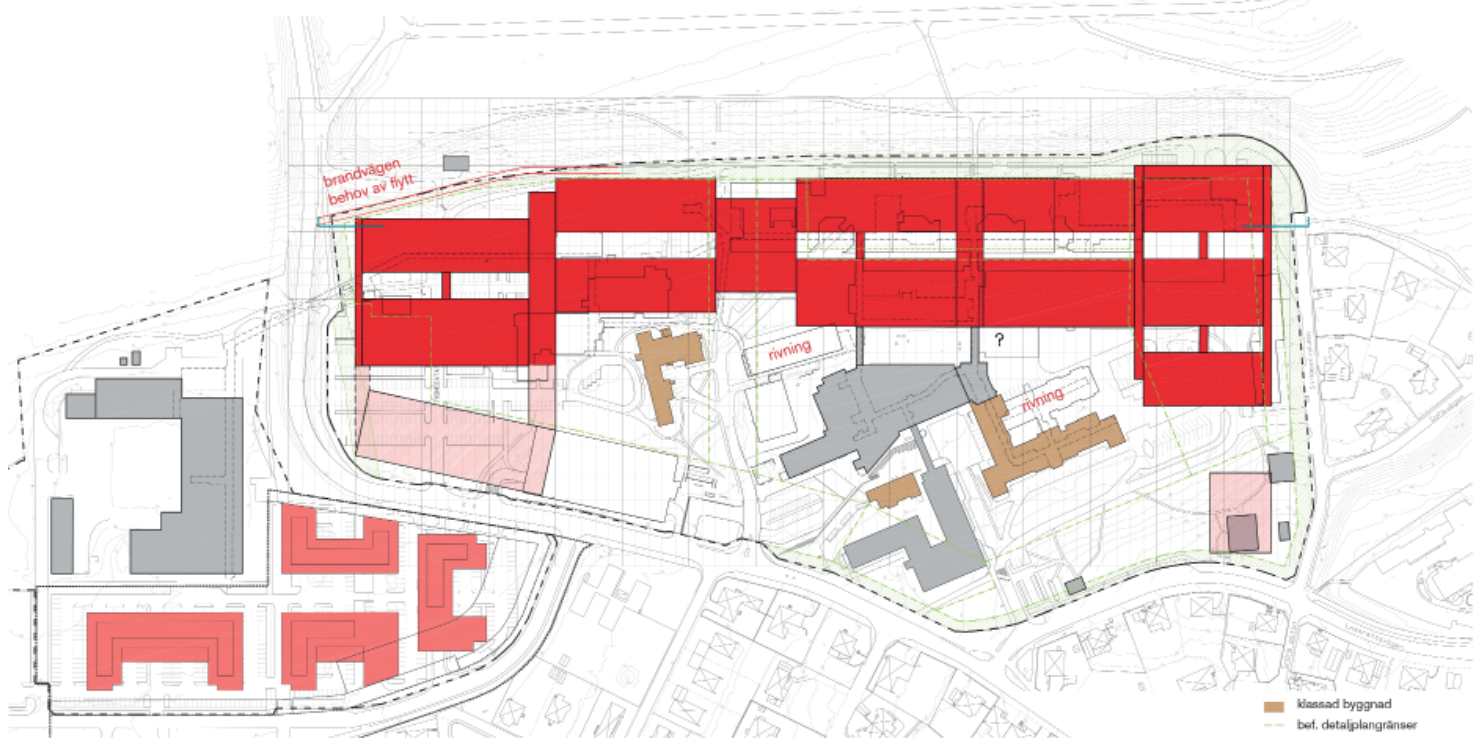 brandvägen
behov av flytt
rivning
?
rivning
klassad byggnad
bef. detaljplangränser